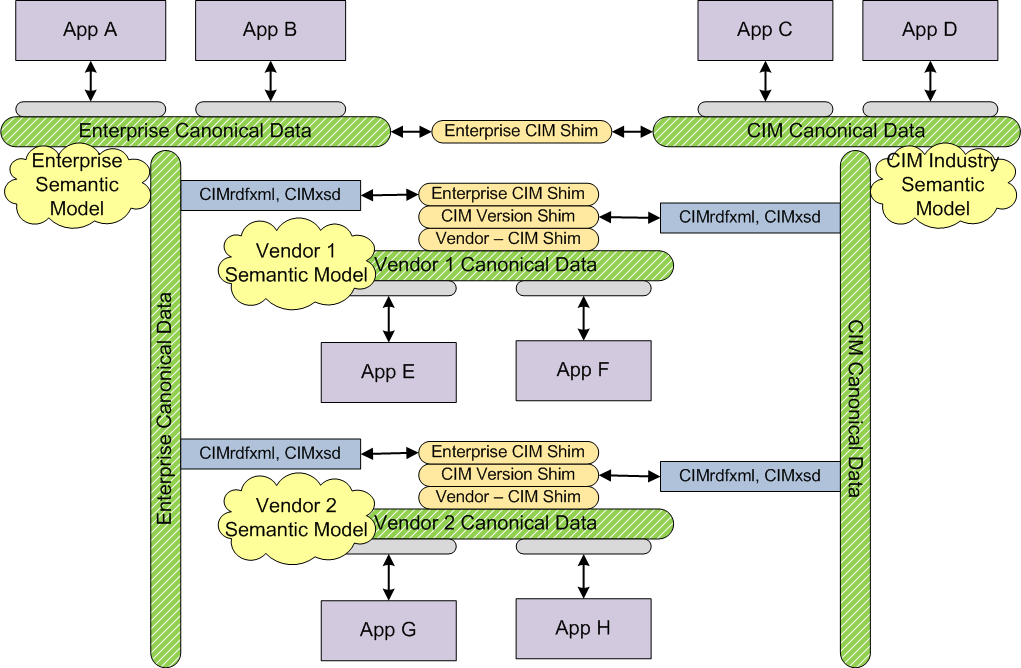 App A
App B
App C
App D
Enterprise Canonical Data
Enterprise CIM Shim
CIM Canonical Data
Enterprise
Semantic
Model
CIM Industry
Semantic
Model
CIMrdfxml, CIMxsd
Enterprise CIM Shim
CIM Version Shim
Vendor – CIM Shim
CIMrdfxml, CIMxsd
Vendor 1
Semantic Model
Vendor 1 Canonical Data
App E
App F
Enterprise Canonical Data
CIM Canonical Data
CIMrdfxml, CIMxsd
Enterprise CIM Shim
CIM Version Shim
Vendor – CIM Shim
CIMrdfxml, CIMxsd
Vendor 2
Semantic Model
Vendor 2 Canonical Data
App G
App H